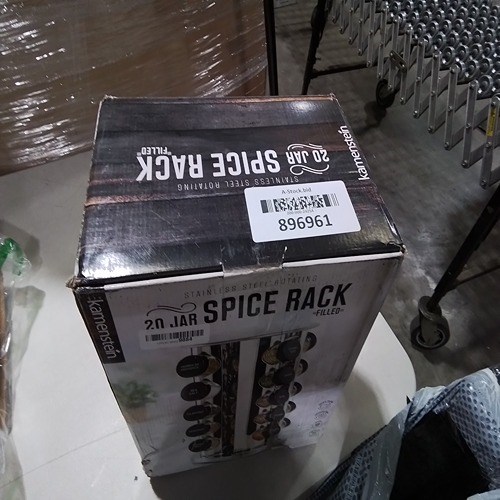 kamenstein
STAINLESS STEEL ROTATING
20 JAR SPICE RACK
•FILLED•
A-Stock.bid
896961
STAINLESS STEEL ROTATING
20 JAR SPICE RACK
•FILLED•
kamenstein